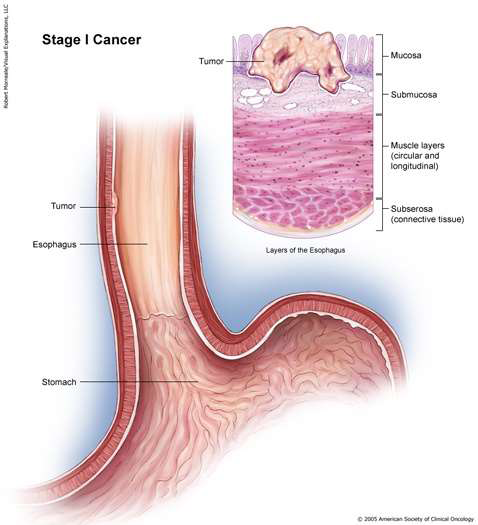 Robert Morreale/Visual Explanations, LLC
Stage I Cancer
Tumor
Mucosa
Submucosa
Muscle layers
(circular and
longitudinal)
Subserosa
(connective tissue)
Layers of the Esophagus
Tumor
Esophagus
Stomach
© 2005 American Society of Clinical Oncology